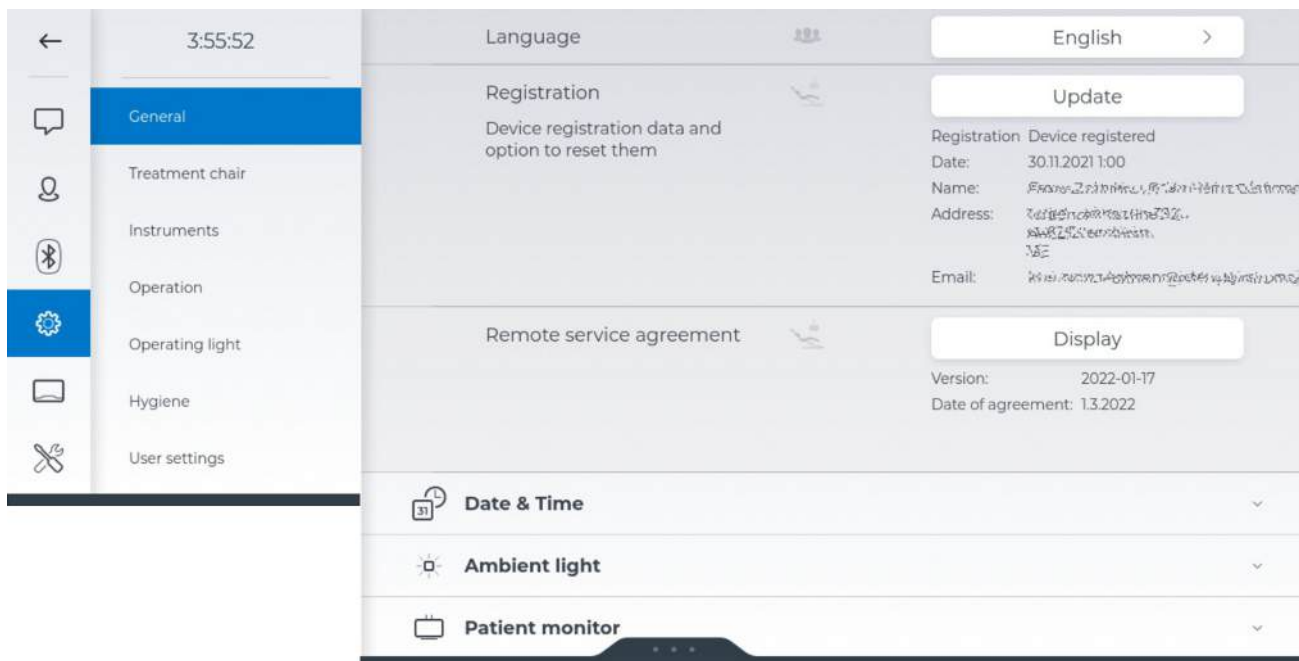 3:55:52
General
Treatment chair
Instruments
Operation
Operating light
Hygiene
User settings
Language
English
Registration
Update
Device registration data and
option to reset them
Registration Device registered
Date: 30.11.2021 1:00
Name:
Address:
Email:
Remote service agreement
Display
Version: 2022-01-17
Date of agreement: 1.3.2022
31
Date & Time
Ambient light
Patient monitor